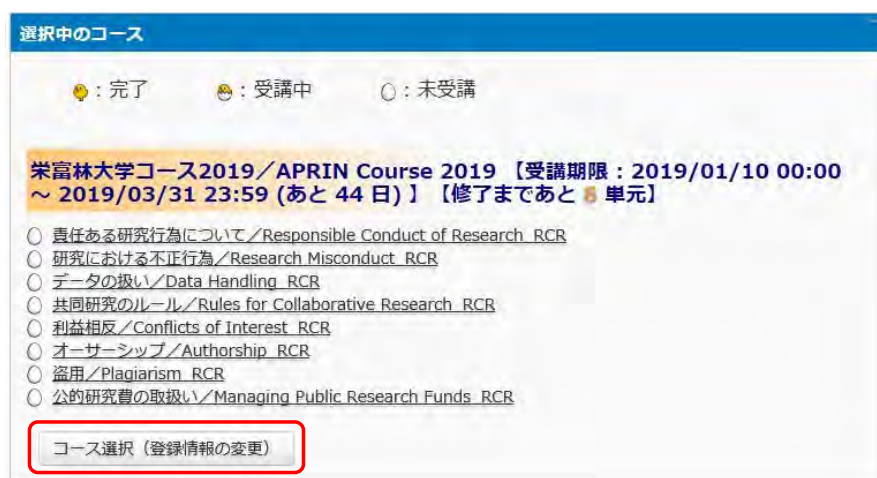 選択中のコース
：完了 ：受講中 ：未受講
栄富林大学コース2019／APRIN Course 2019 【受講期限：2019/01/10 00:00
～ 2019/03/31 23:59 (あと 44 日) 】【修了まであと 単元】
責任ある研究行為について／Responsible Conduct of Research_RCR
研究における不正行為／Research Misconduct_RCR
データの扱い／Data Handling_RCR
共同研究のルール／Rules for Collaborative Research_RCR
利益相反／Conflicts of Interest_RCR
オーサーシップ／Authorship_RCR
盗用／Plagiarism_RCR
公的研究費の取扱い／Managing Public Research Funds_RCR
コース選択（登録情報の変更）